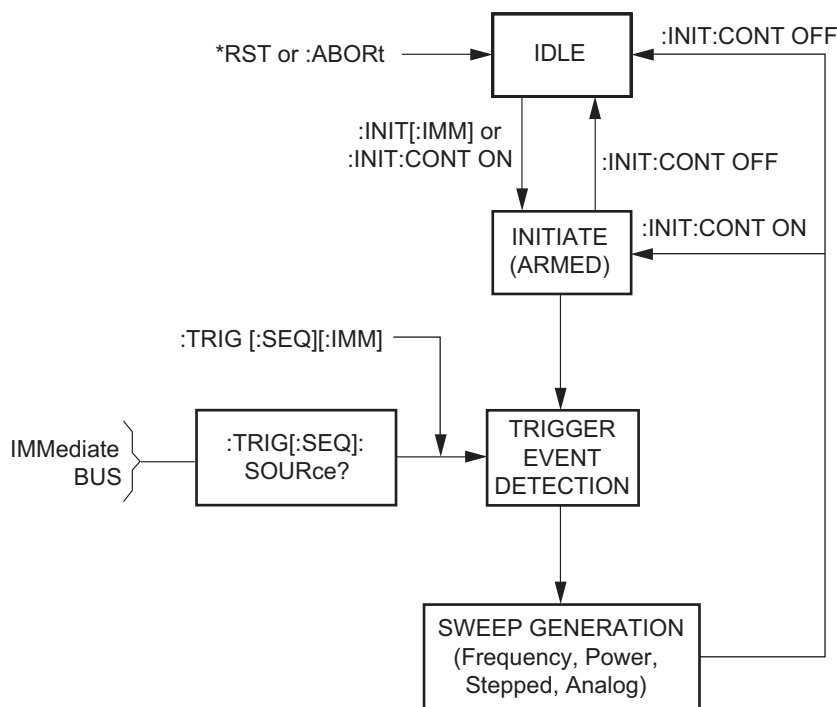 *RST or :ABORt
IDLE
:INIT:CONT OFF
:INIT[:IMM] or
:INIT:CONT ON
:INIT:CONT OFF
INITIATE
(ARMED)
:INIT:CONT ON
:TRIG [:SEQ][:IMM]
IMMediate
BUS
:TRIG[:SEQ]:
SOURce?
TRIGGER
EVENT
DETECTION
SWEEP GENERATION
(Frequency, Power,
Stepped, Analog)